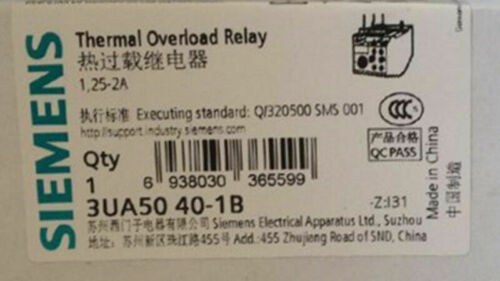 SIEMENS
Thermal Overload Relay
热过载继电器
1,25-2A
执行标准 Executing standard: Q/320500 SMS 001
http://support.industry.siemens.com
CCC
产品合格
QC PASS
Qty
1
6 938030 365599
3UA50 40-1B
-Z:I31
苏州西门子电器有限公司 Siemens Electrical Apparatus Ltd., Suzhou
地址: 苏州新区珠江路455号 Add.:455 Zhujiang Road of SND, China
Made in China
中国制造